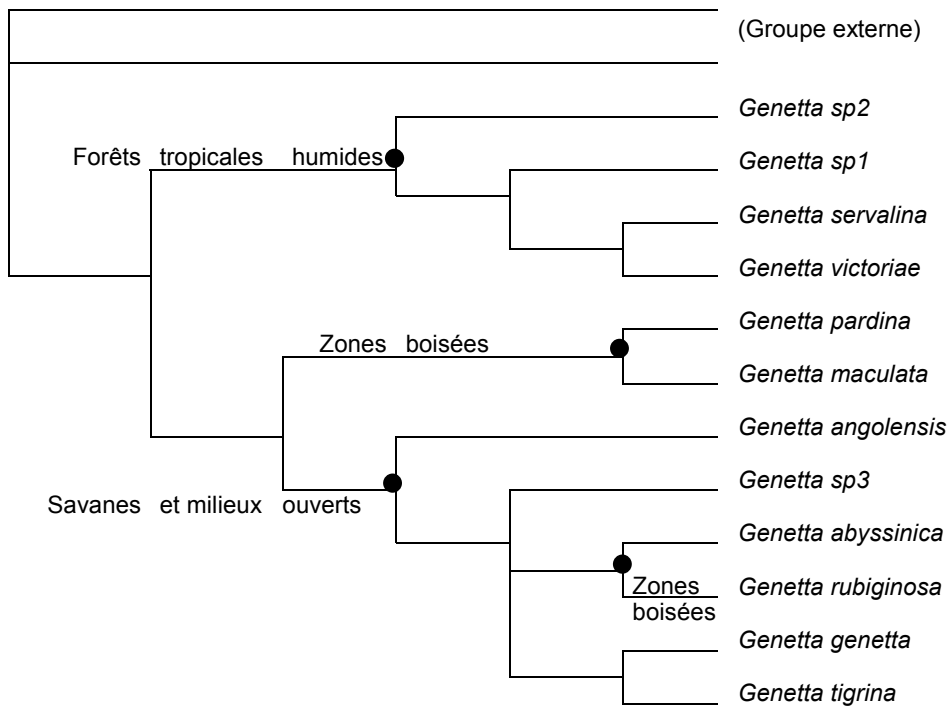 (Groupe externe)
Genetta sp2
Forêts tropicales humides
Genetta sp1
Genetta servalina
Genetta victoriae
Genetta pardina
Zones boisées
Genetta maculata
Genetta angolensis
Genetta sp3
Savanes et milieux ouverts
Genetta abyssinica
Genetta rubiginosa
Zones
boisées
Genetta genetta
Genetta tigrina